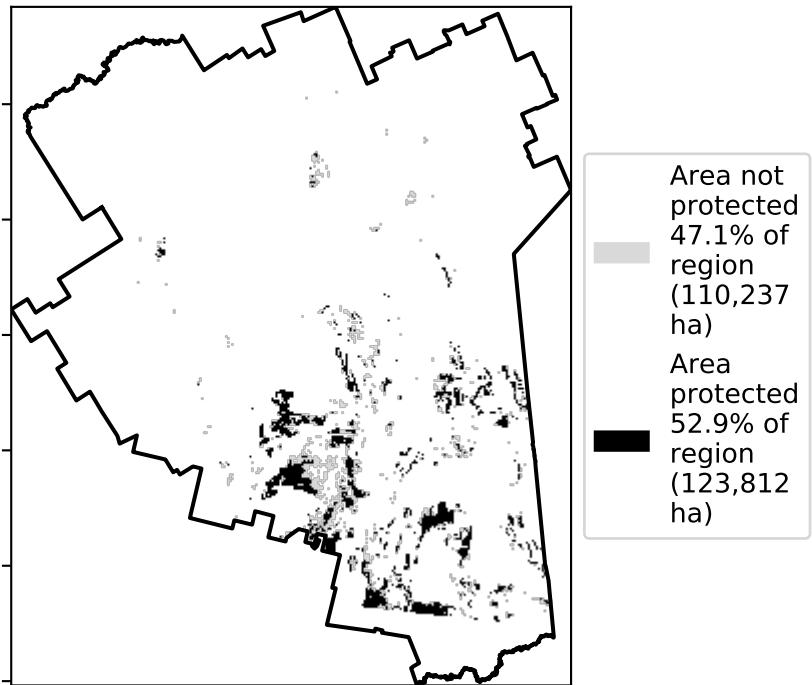 Area not
protected
47.1% of
region
(110,237
ha)
Area
protected
52.9% of
region
(123,812
ha)